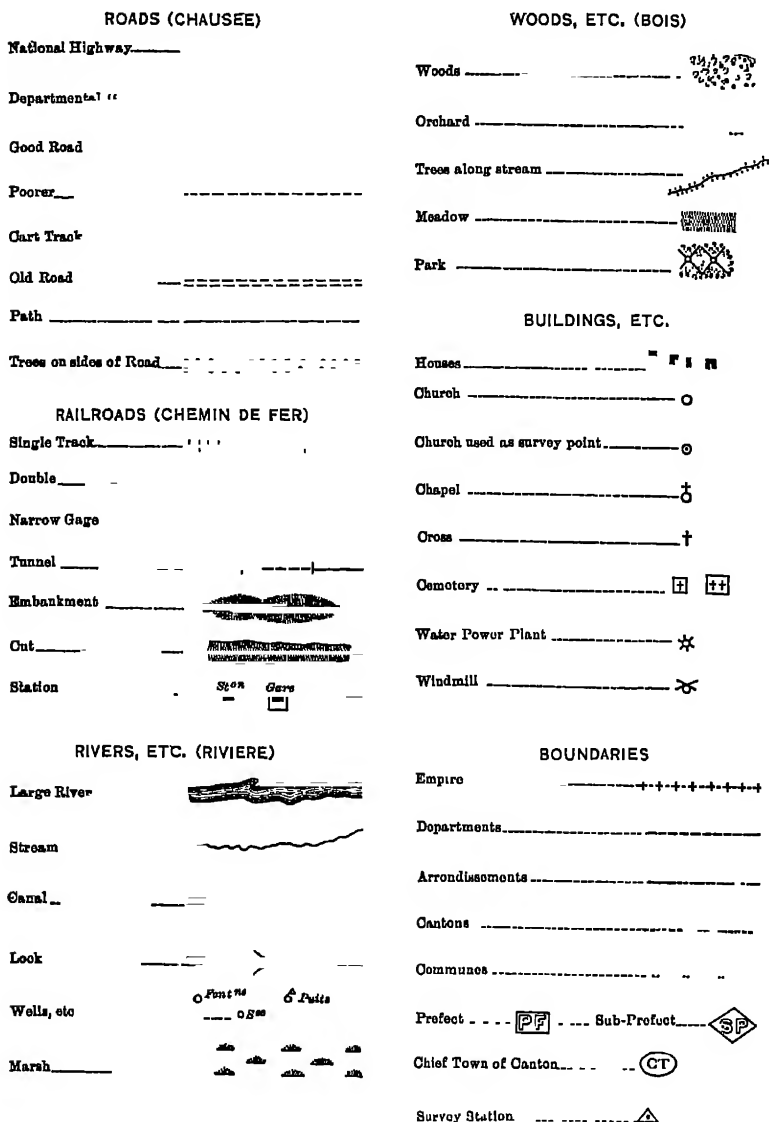 ROADS (CHAUSEE)
National Highway
Departmental "
Good Road
Poorer
Cart Track
Old Road
Path
Trees on sides of Road
RAILROADS (CHEMIN DE FER)
Single Track
Double
Narrow Gage
Tunnel
Embankment
Cut
Station
Ston Gare
RIVERS, ETC. (RIVIERE)
Large River
Stream
Canal
Lock
Wells, etc
Fontne Puits
Marsh
WOODS, ETC. (BOIS)
Woods
Orchard
Trees along stream
Meadow
Park
BUILDINGS, ETC.
Houses
Church
Church used as survey point
Chapel
Cross
Cemotory
Water Power Plant
Windmill
BOUNDARIES
Empire
Departments
Arrondissements
Cantons
Communes
Prefect PF Sub-Prefect SP
Chief Town of Canton CT
Survey Station